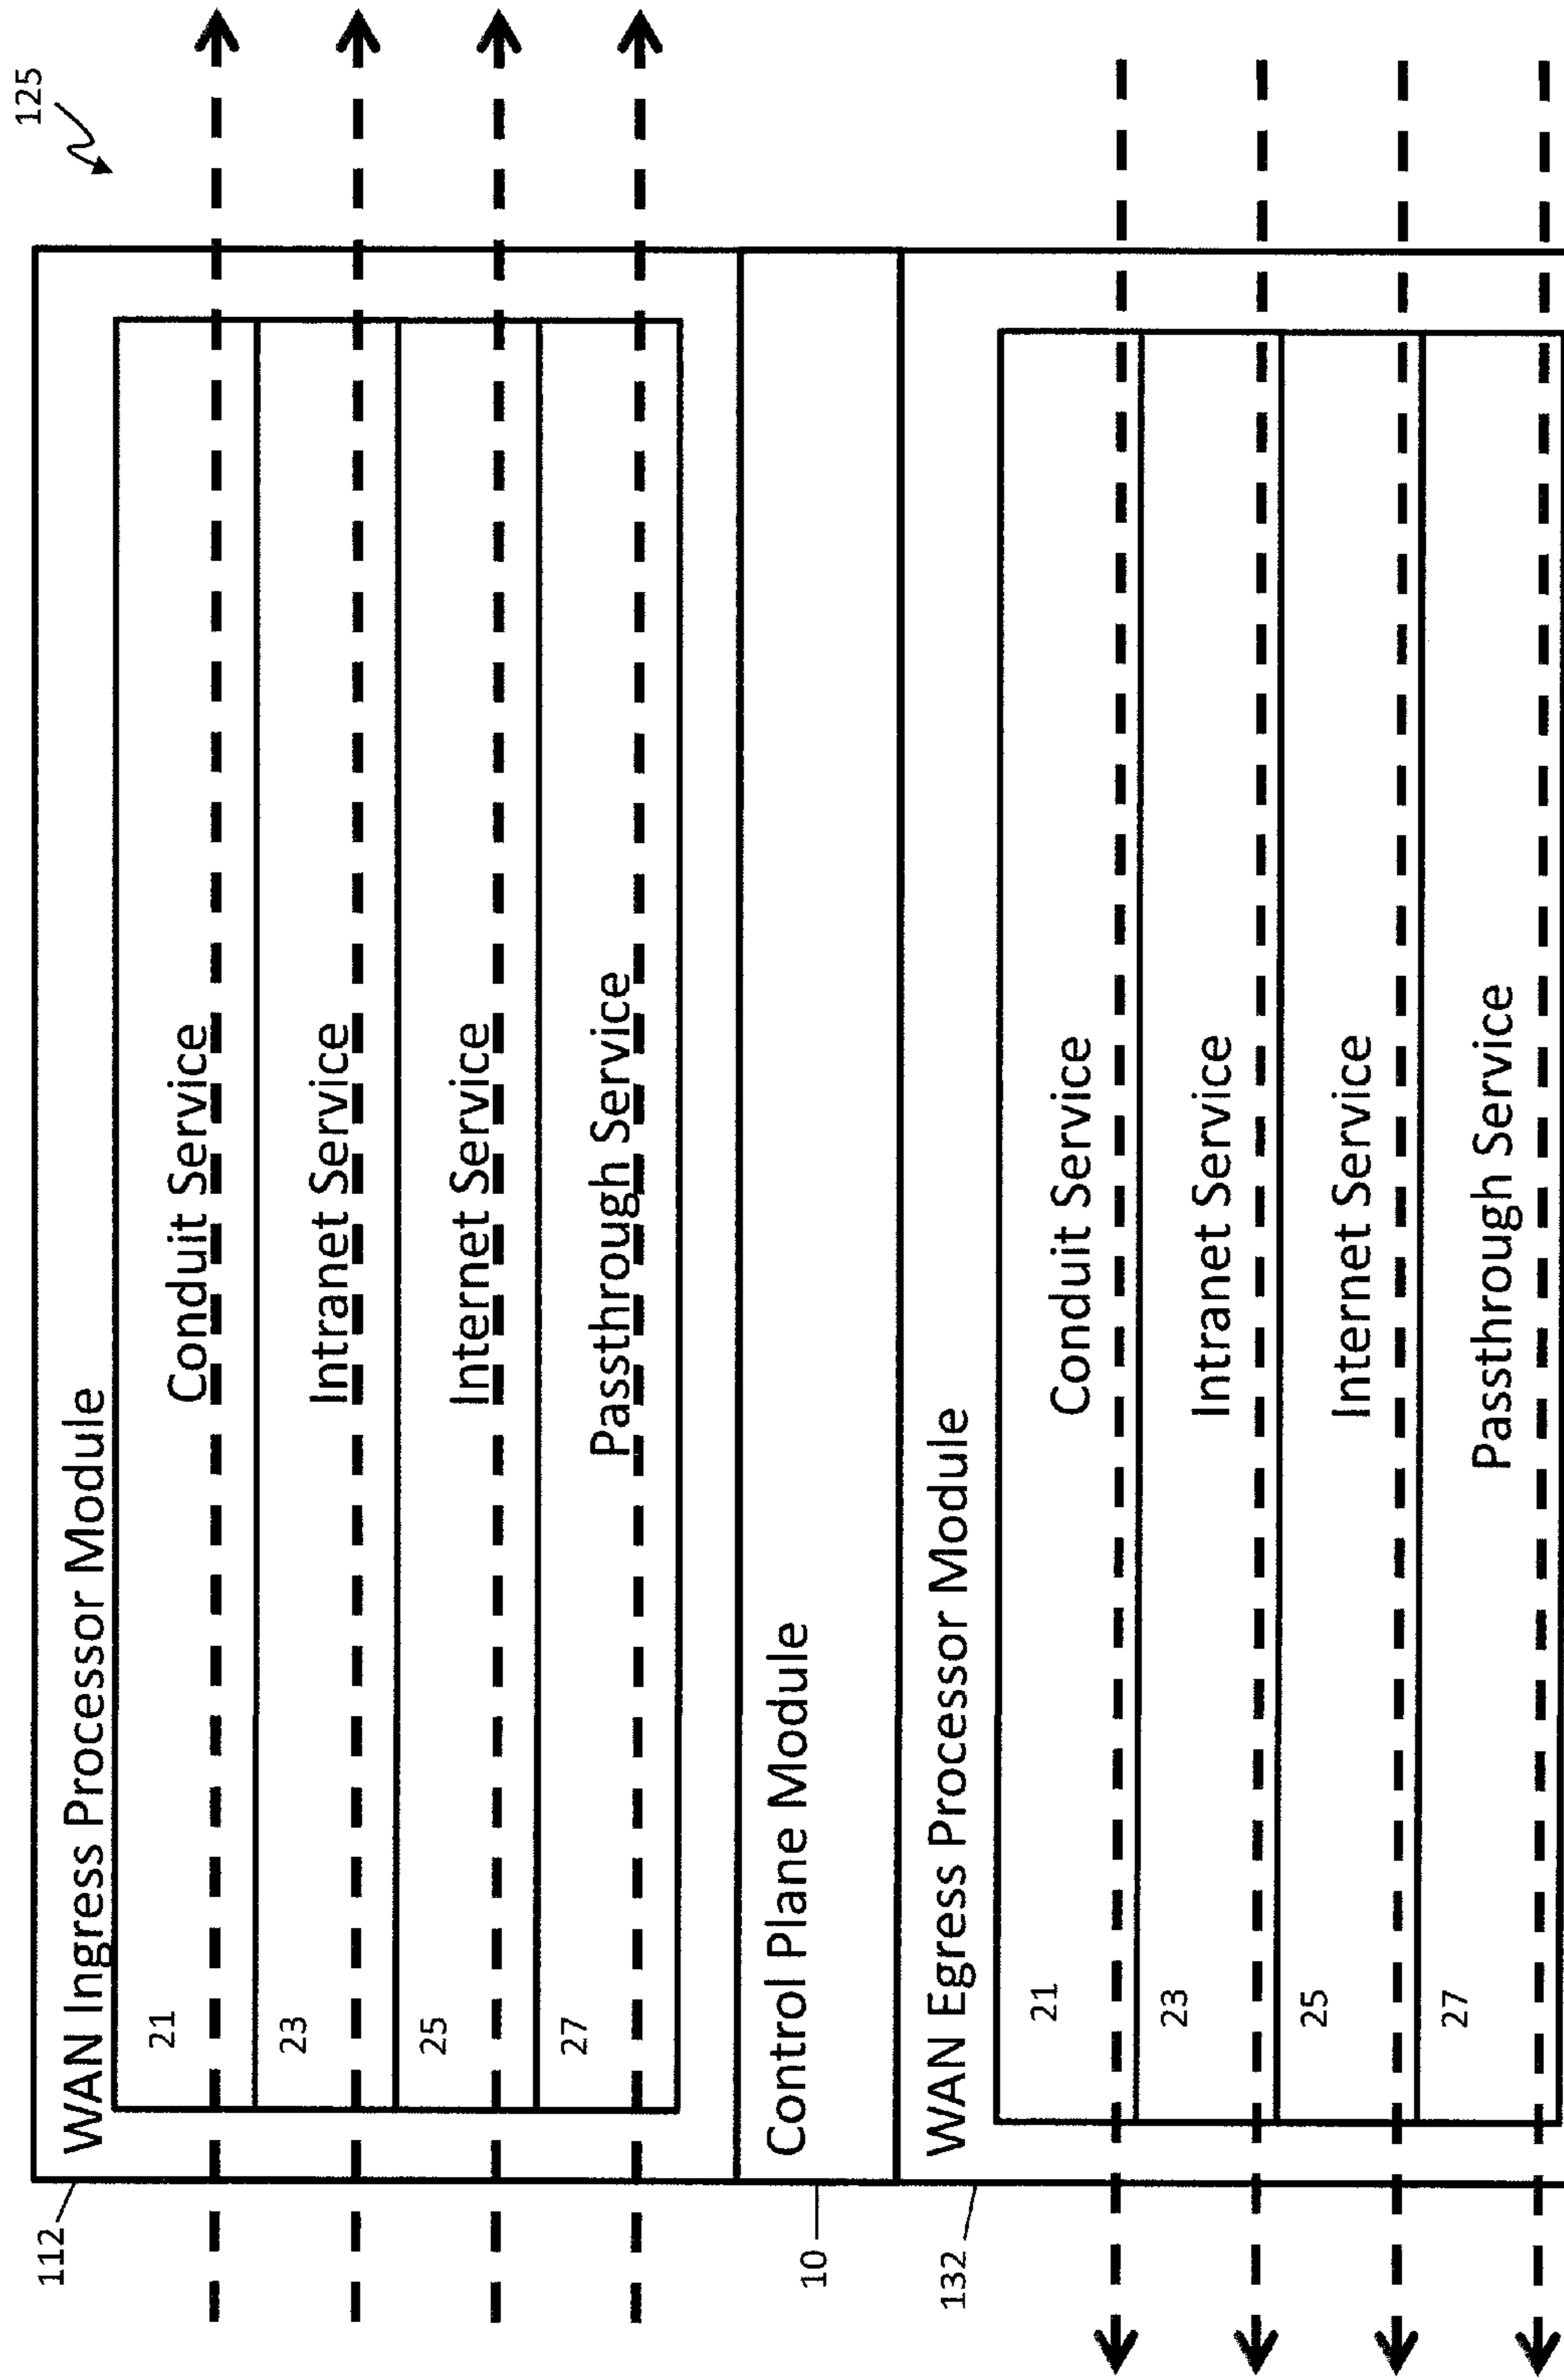 125
112
WAN Ingress Processor Module
21
Conduit Service
23
Intranet Service
25
Internet Service
27
Passthrough Service
10
Control Plane Module
132
WAN Egress Processor Module
21
Conduit Service
23
Intranet Service
25
Internet Service
27
Passthrough Service